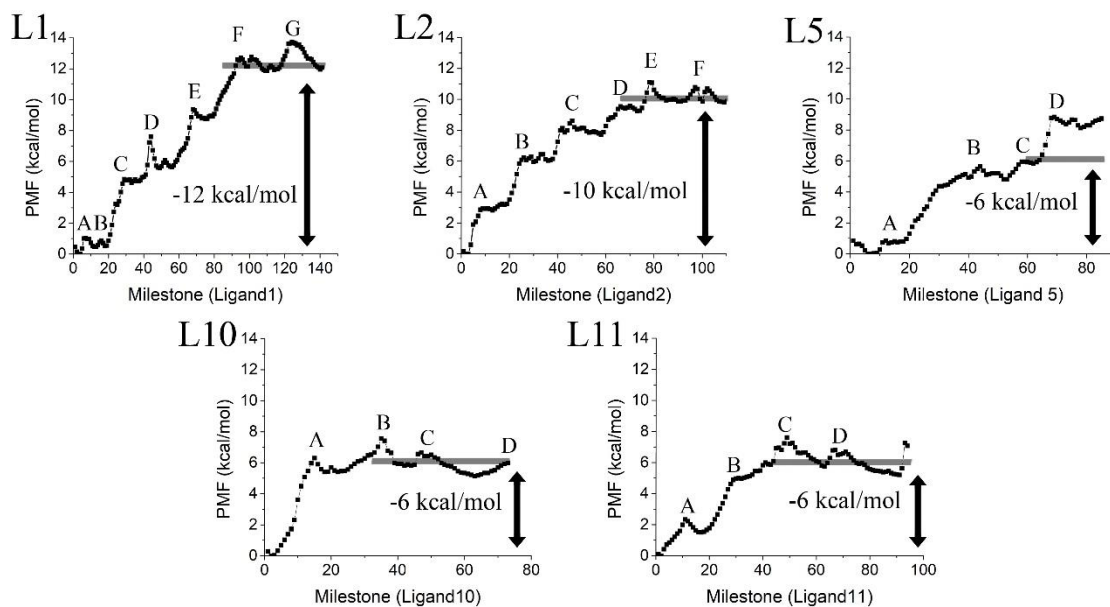 L1
PMF (kcal/mol)
14
12
10
8
6
4
2
0
A B
C
D
E
F
G
-12 kcal/mol
0 20 40 60 80 100 120 140
Milestone (Ligand1)
L2
PMF (kcal/mol)
14
12
10
8
6
4
2
0
A
B
C
D
E
F
-10 kcal/mol
0 20 40 60 80 100
Milestone (Ligand2)
L5
PMF (kcal/mol)
14
12
10
8
6
4
2
0
A
B
C
D
-6 kcal/mol
0 20 40 60 80
Milestone (Ligand 5)
L10
PMF (kcal/mol)
14
12
10
8
6
4
2
0
A
B
C
D
-6 kcal/mol
0 20 40 60 80
Milestone (Ligand10)
L11
PMF (kcal/mol)
14
12
10
8
6
4
2
0
A
B
C
D
-6 kcal/mol
0 20 40 60 80 100
Milestone (Ligand11)